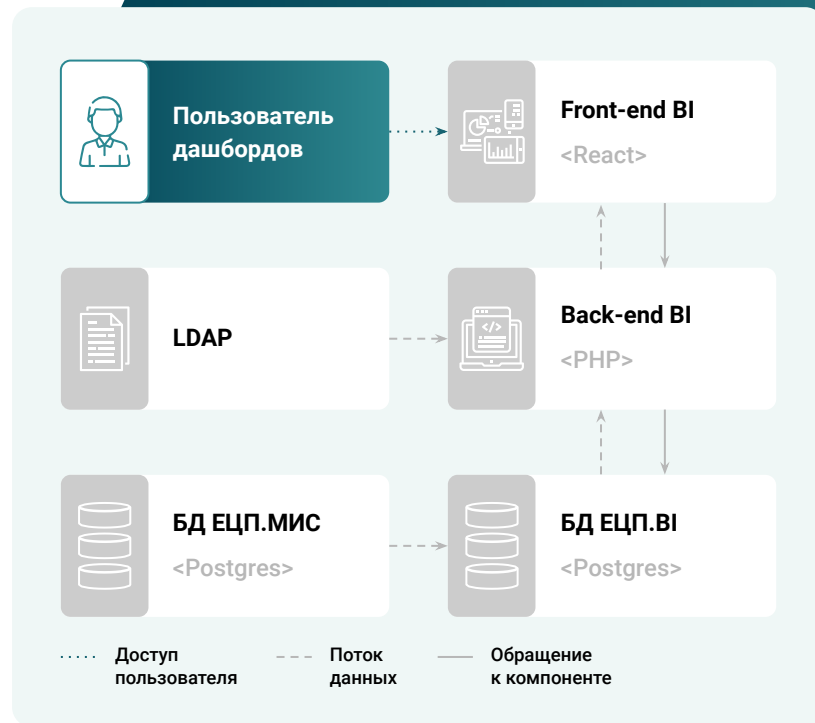 Пользователь
дашбордов
Front-end BI
<React>
LDAP
Back-end BI
</>
<PHP>
БД ЕЦП.МИС
<Postgres>
БД ЕЦП.BI
<Postgres>
Доступ
пользователя
Поток
данных
Обращение
к компоненте